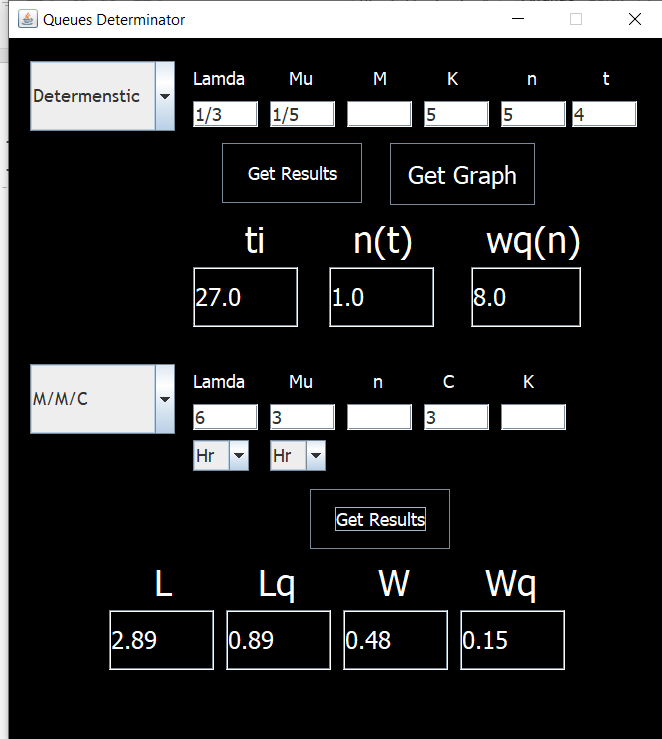 Queues Determinator
Determenstic
Lamda Mu M K n t
1/3 1/5 5 5 4
Get Results Get Graph
ti n(t) wq(n)
27.0 1.0 8.0
M/M/C
Lamda Mu n C K
6 3 3
Hr Hr
Get Results
L Lq W Wq
2.89 0.89 0.48 0.15